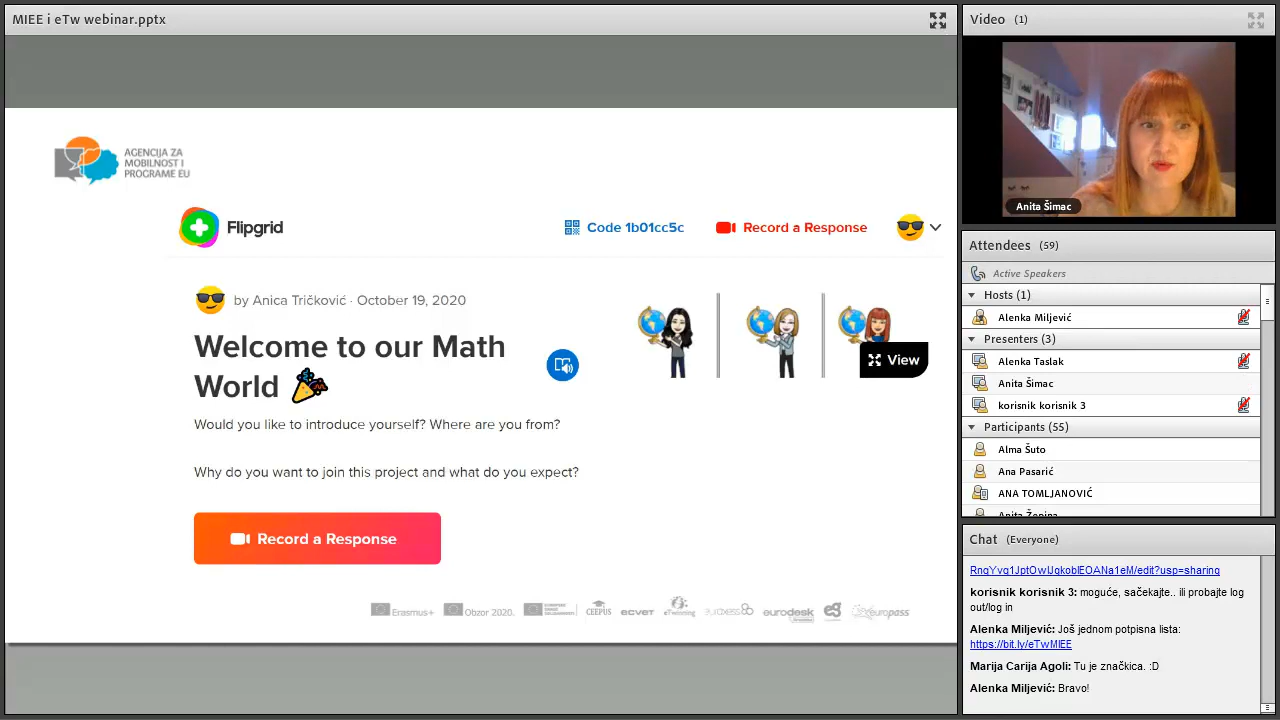 MIEE i eTw webinar.pptx
AGENCIJA ZA
MOBILNOST I
PROGRAME EU
Flipgrid
Code 1b01cc5c
Record a Response
by Anica Tričković · October 19, 2020
Welcome to our Math
World
View
Would you like to introduce yourself? Where are you from?
Why do you want to join this project and what do you expect?
Record a Response
Erasmus+
Obzor 2020.
CEEPUS
ecvet
eTwinning
euraxess
eurodesk
europass
Video (1)
Anita Šimac
Attendees (59)
Active Speakers
Hosts (1)
Alenka Miljević
Presenters (3)
Alenka Taslak
Anita Šimac
korisnik korisnik 3
Participants (55)
Alma Šuto
Ana Pasarić
ANA TOMLJANOVIĆ
Chat (Everyone)
korisnik korisnik 3: moguće, sačekajte.. ili probajte log
out/log in
Alenka Miljević: Još jednom potpisna lista:
https://bit.ly/eTwMIEE
Marija Carija Agoli: Tu je značkica. :D
Alenka Miljević: Bravo!